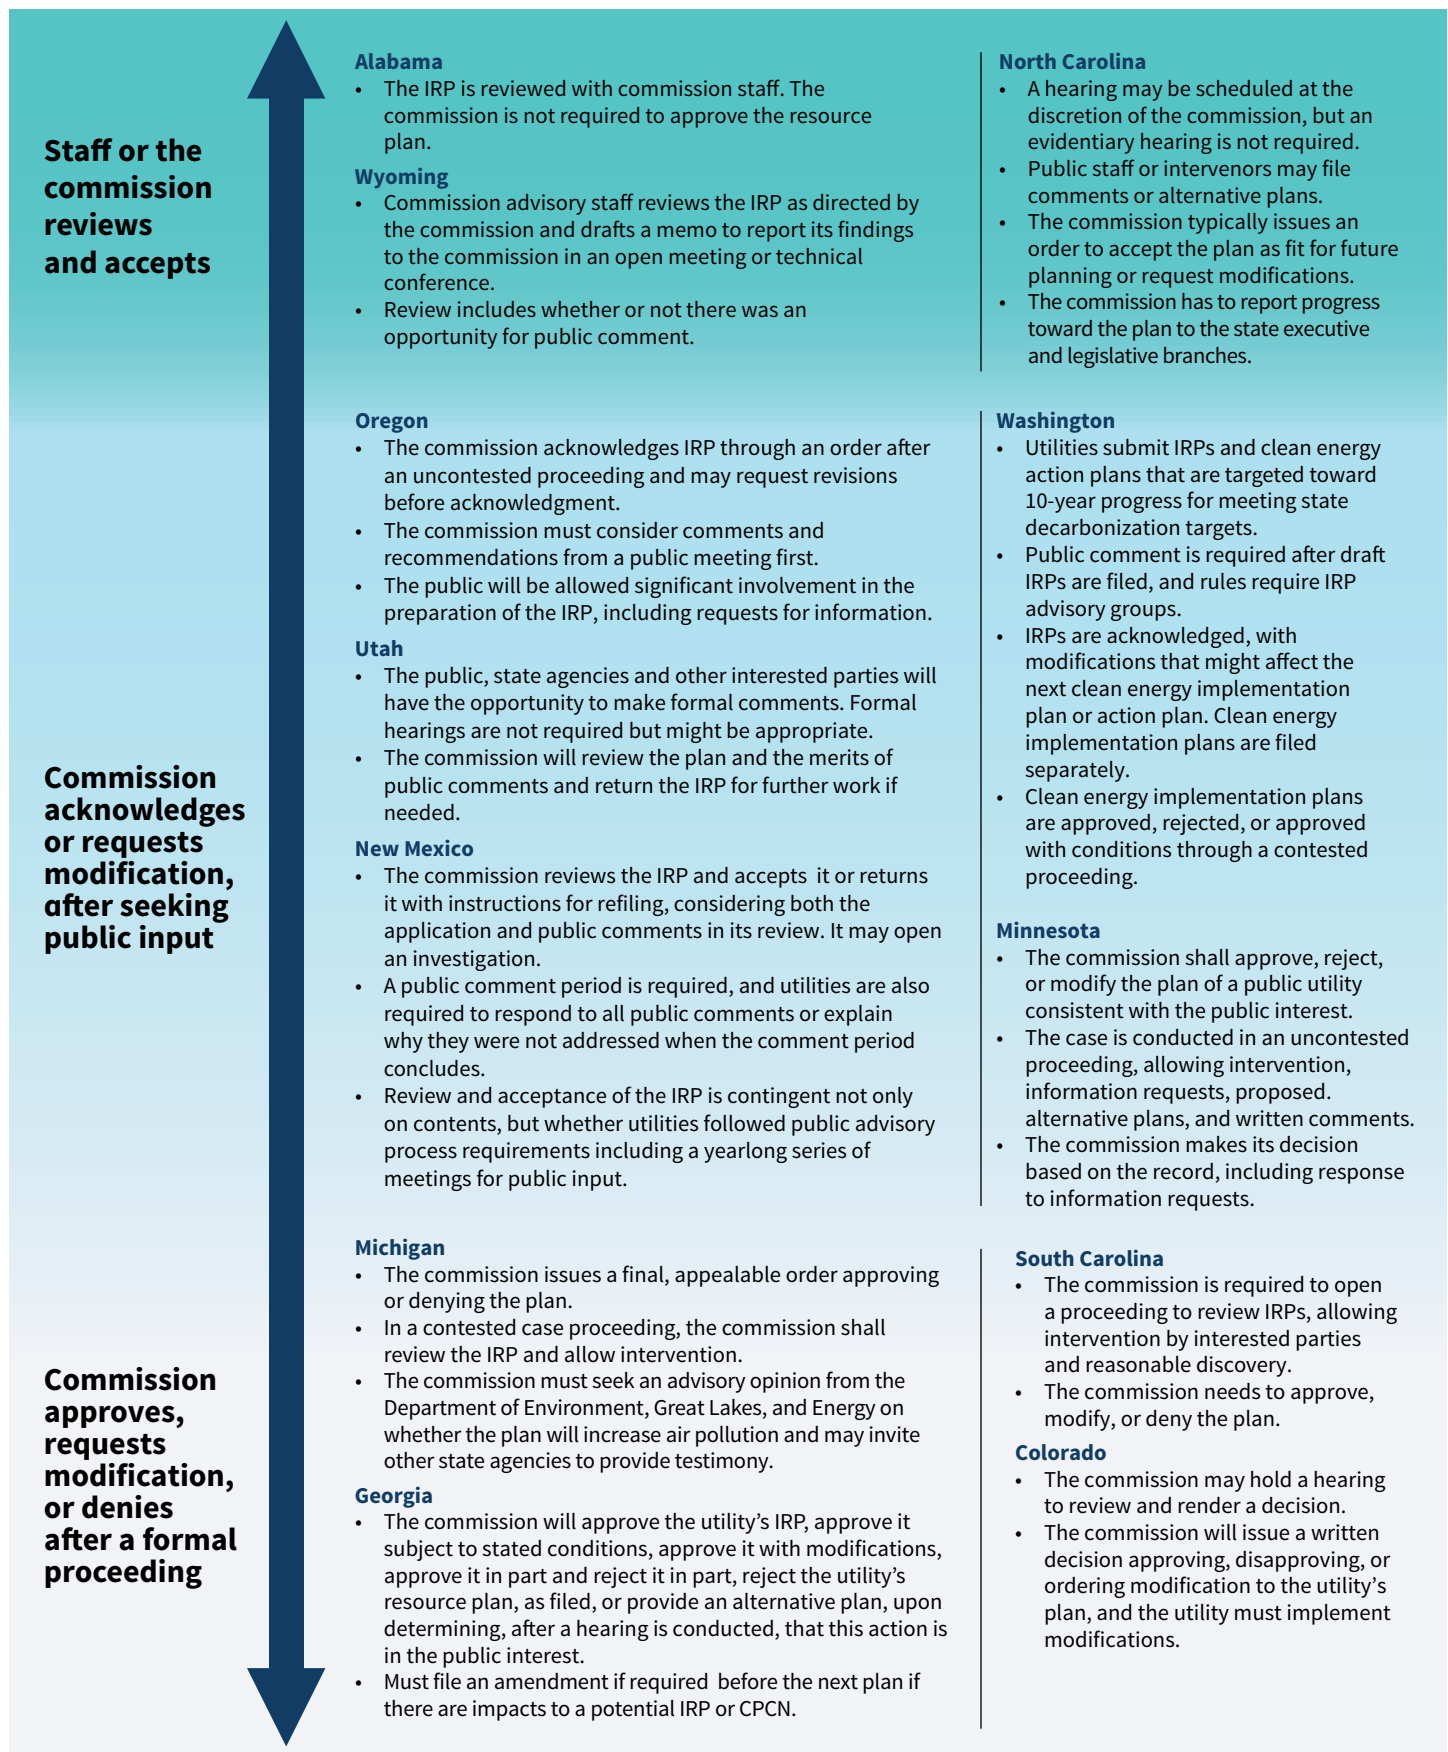 Staff or the
commission
reviews
and accepts
Alabama
• The IRP is reviewed with commission staff. The
commission is not required to approve the resource
plan.
Wyoming
• Commission advisory staff reviews the IRP as directed by
the commission and drafts a memo to report its findings
to the commission in an open meeting or technical
conference.
• Review includes whether or not there was an
opportunity for public comment.
North Carolina
• A hearing may be scheduled at the
discretion of the commission, but an
evidentiary hearing is not required.
• Public staff or intervenors may file
comments or alternative plans.
• The commission typically issues an
order to accept the plan as fit for future
planning or request modifications.
• The commission has to report progress
toward the plan to the state executive
and legislative branches.
Commission
acknowledges
or requests
modification,
after seeking
public input
Oregon
• The commission acknowledges IRP through an order after
an uncontested proceeding and may request revisions
before acknowledgment.
• The commission must consider comments and
recommendations from a public meeting first.
• The public will be allowed significant involvement in the
preparation of the IRP, including requests for information.
Utah
• The public, state agencies and other interested parties will
have the opportunity to make formal comments. Formal
hearings are not required but might be appropriate.
• The commission will review the plan and the merits of
public comments and return the IRP for further work if
needed.
New Mexico
• The commission reviews the IRP and accepts it or returns
it with instructions for refiling, considering both the
application and public comments in its review. It may open
an investigation.
• A public comment period is required, and utilities are also
required to respond to all public comments or explain
why they were not addressed when the comment period
concludes.
• Review and acceptance of the IRP is contingent not only
on contents, but whether utilities followed public advisory
process requirements including a yearlong series of
meetings for public input.
Washington
• Utilities submit IRPs and clean energy
action plans that are targeted toward
10-year progress for meeting state
decarbonization targets.
• Public comment is required after draft
IRPs are filed, and rules require IRP
advisory groups.
• IRPs are acknowledged, with
modifications that might affect the
next clean energy implementation
plan or action plan. Clean energy
implementation plans are filed
separately.
• Clean energy implementation plans
are approved, rejected, or approved
with conditions through a contested
proceeding.
Minnesota
• The commission shall approve, reject,
or modify the plan of a public utility
consistent with the public interest.
• The case is conducted in an uncontested
proceeding, allowing intervention,
information requests, proposed.
alternative plans, and written comments.
• The commission makes its decision
based on the record, including response
to information requests.
Commission
approves,
requests
modification,
or denies
after a formal
proceeding
Michigan
• The commission issues a final, appealable order approving
or denying the plan.
• In a contested case proceeding, the commission shall
review the IRP and allow intervention.
• The commission must seek an advisory opinion from the
Department of Environment, Great Lakes, and Energy on
whether the plan will increase air pollution and may invite
other state agencies to provide testimony.
Georgia
• The commission will approve the utility’s IRP, approve it
subject to stated conditions, approve it with modifications,
approve it in part and reject it in part, reject the utility’s
resource plan, as filed, or provide an alternative plan, upon
determining, after a hearing is conducted, that this action is
in the public interest.
• Must file an amendment if required before the next plan if
there are impacts to a potential IRP or CPCN.
South Carolina
• The commission is required to open
a proceeding to review IRPs, allowing
intervention by interested parties
and reasonable discovery.
• The commission needs to approve,
modify, or deny the plan.
Colorado
• The commission may hold a hearing
to review and render a decision.
• The commission will issue a written
decision approving, disapproving, or
ordering modification to the utility’s
plan, and the utility must implement
modifications.